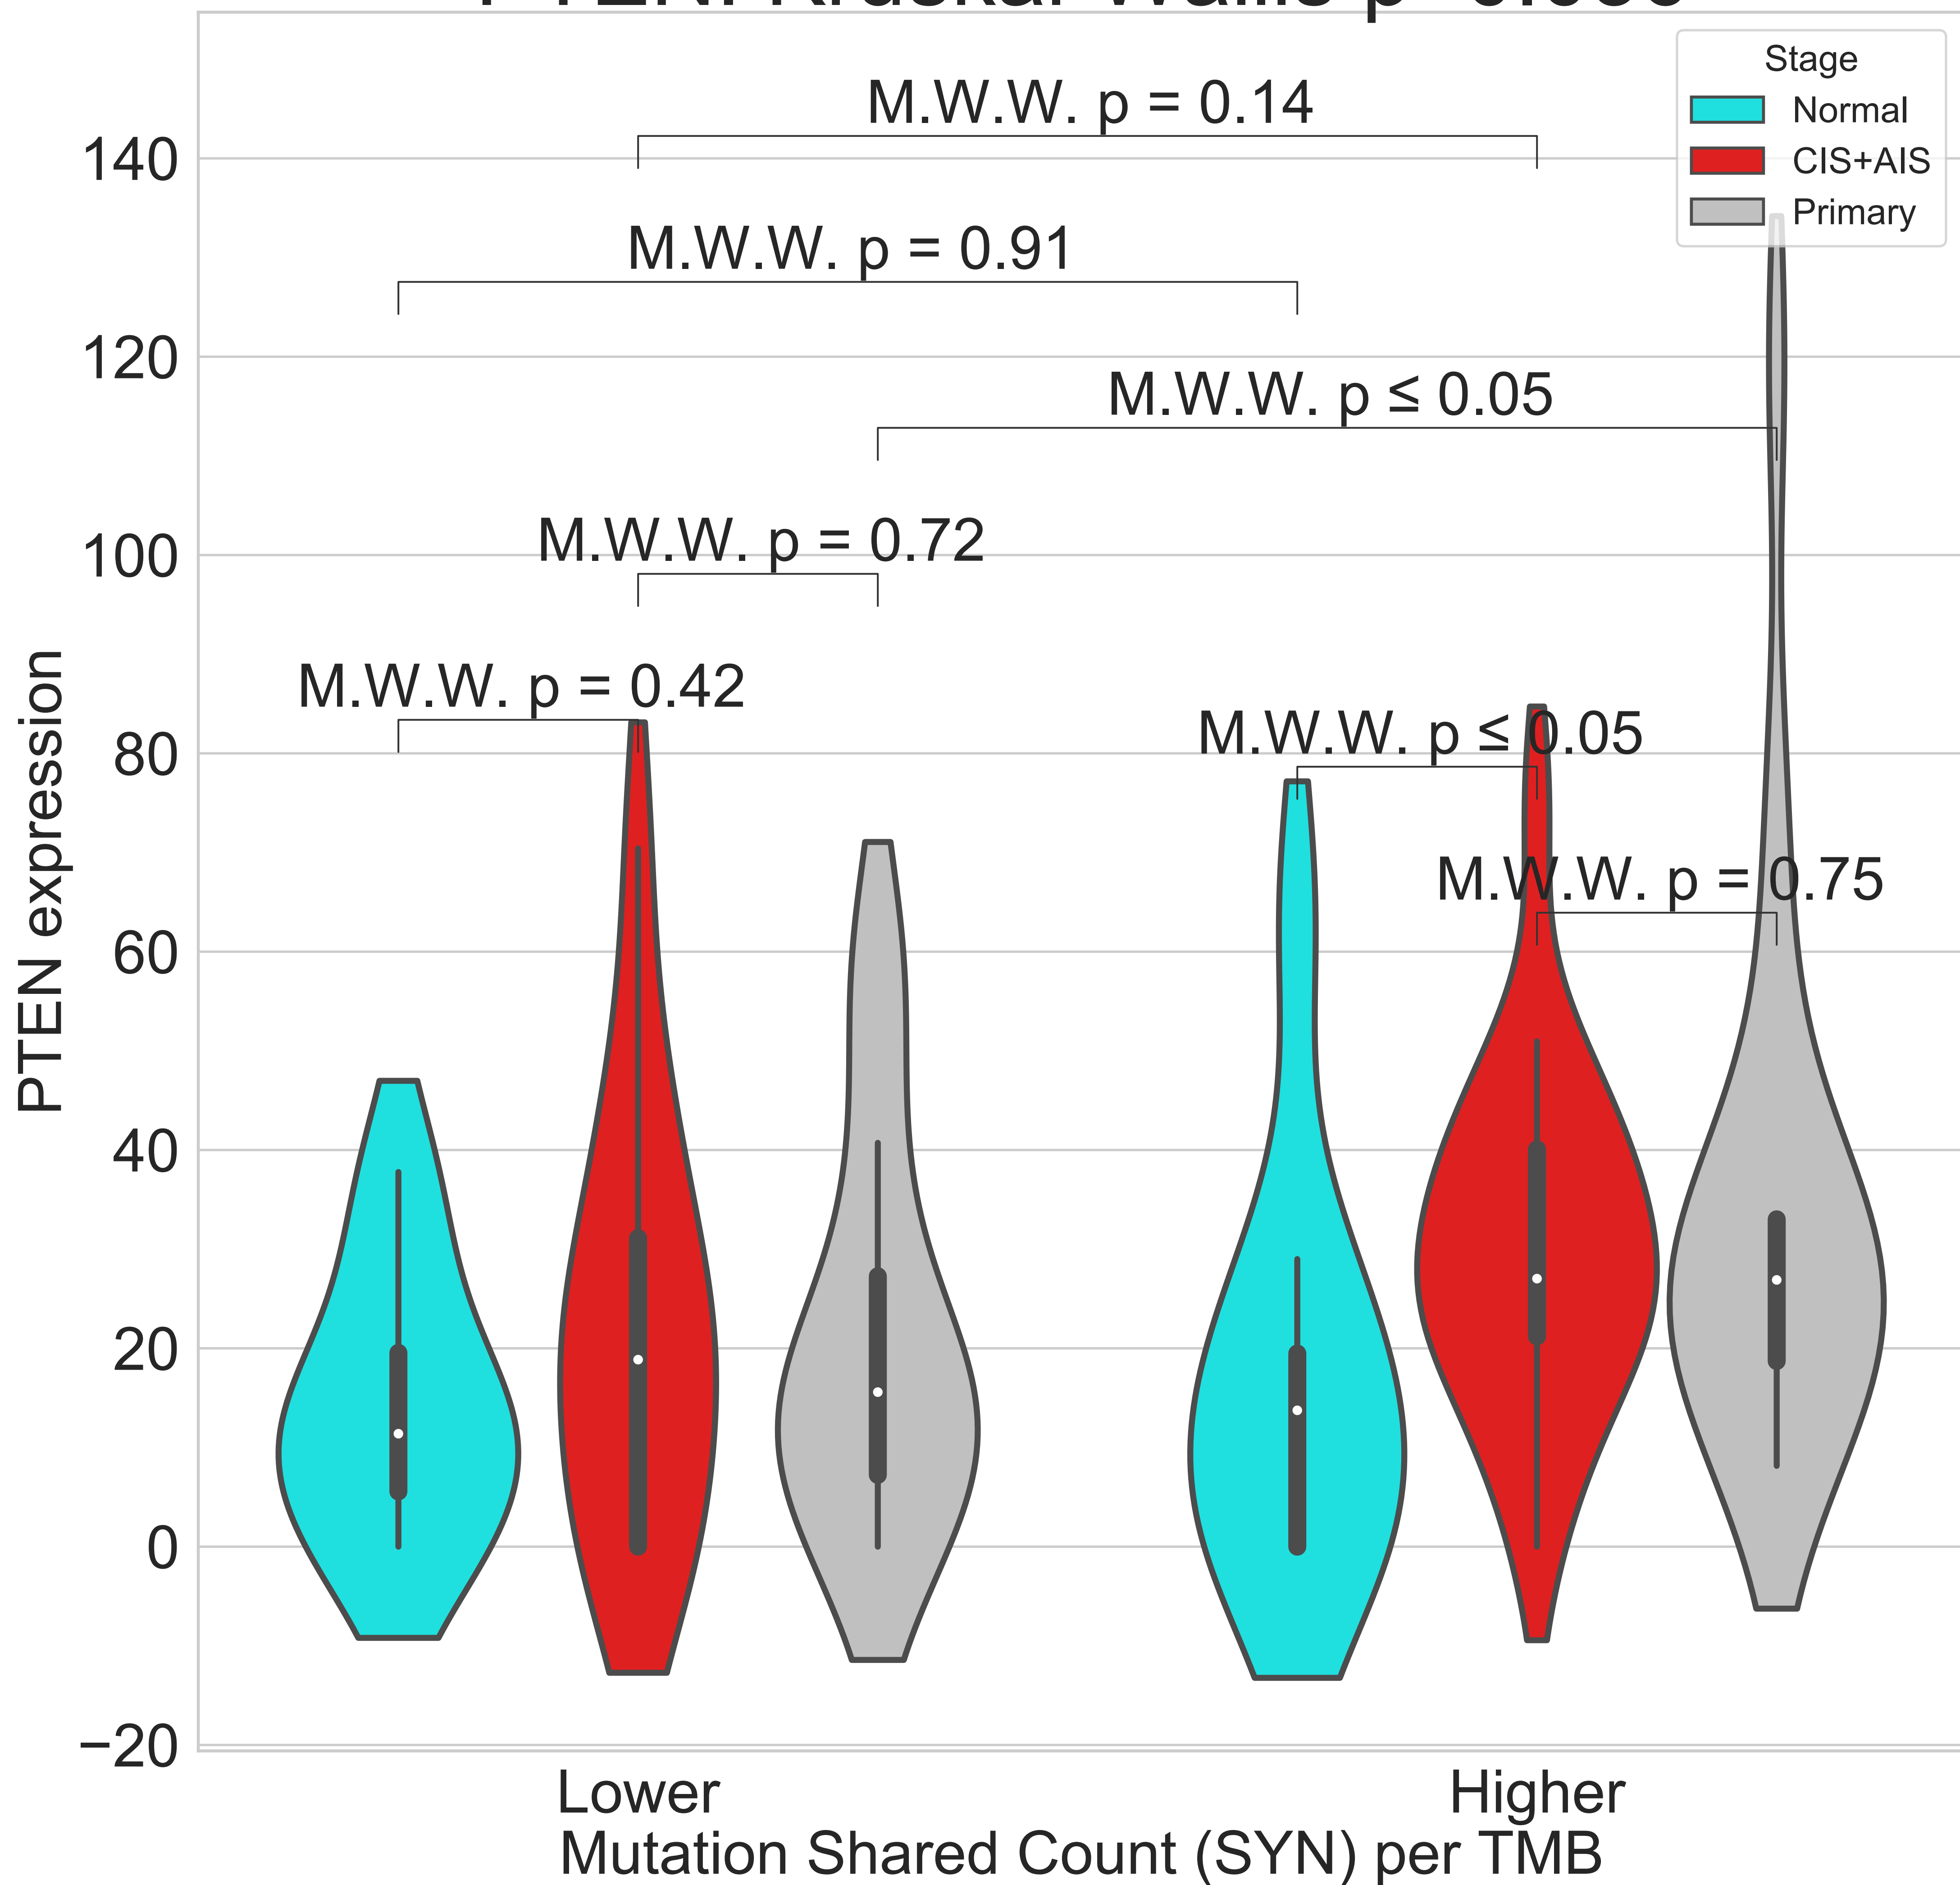 Stage
Normal
CIS+AIS
Primary
M.W.W. p = 0.14
M.W.W. p = 0.91
M.W.W. p ≤ 0.05
M.W.W. p = 0.72
M.W.W. p = 0.42
M.W.W. p ≤ 0.05
M.W.W. p = 0.75
140
120
100
80
60
40
20
0
−20
PTEN expression
Lower
Higher
Mutation Shared Count (SYN) per TMB